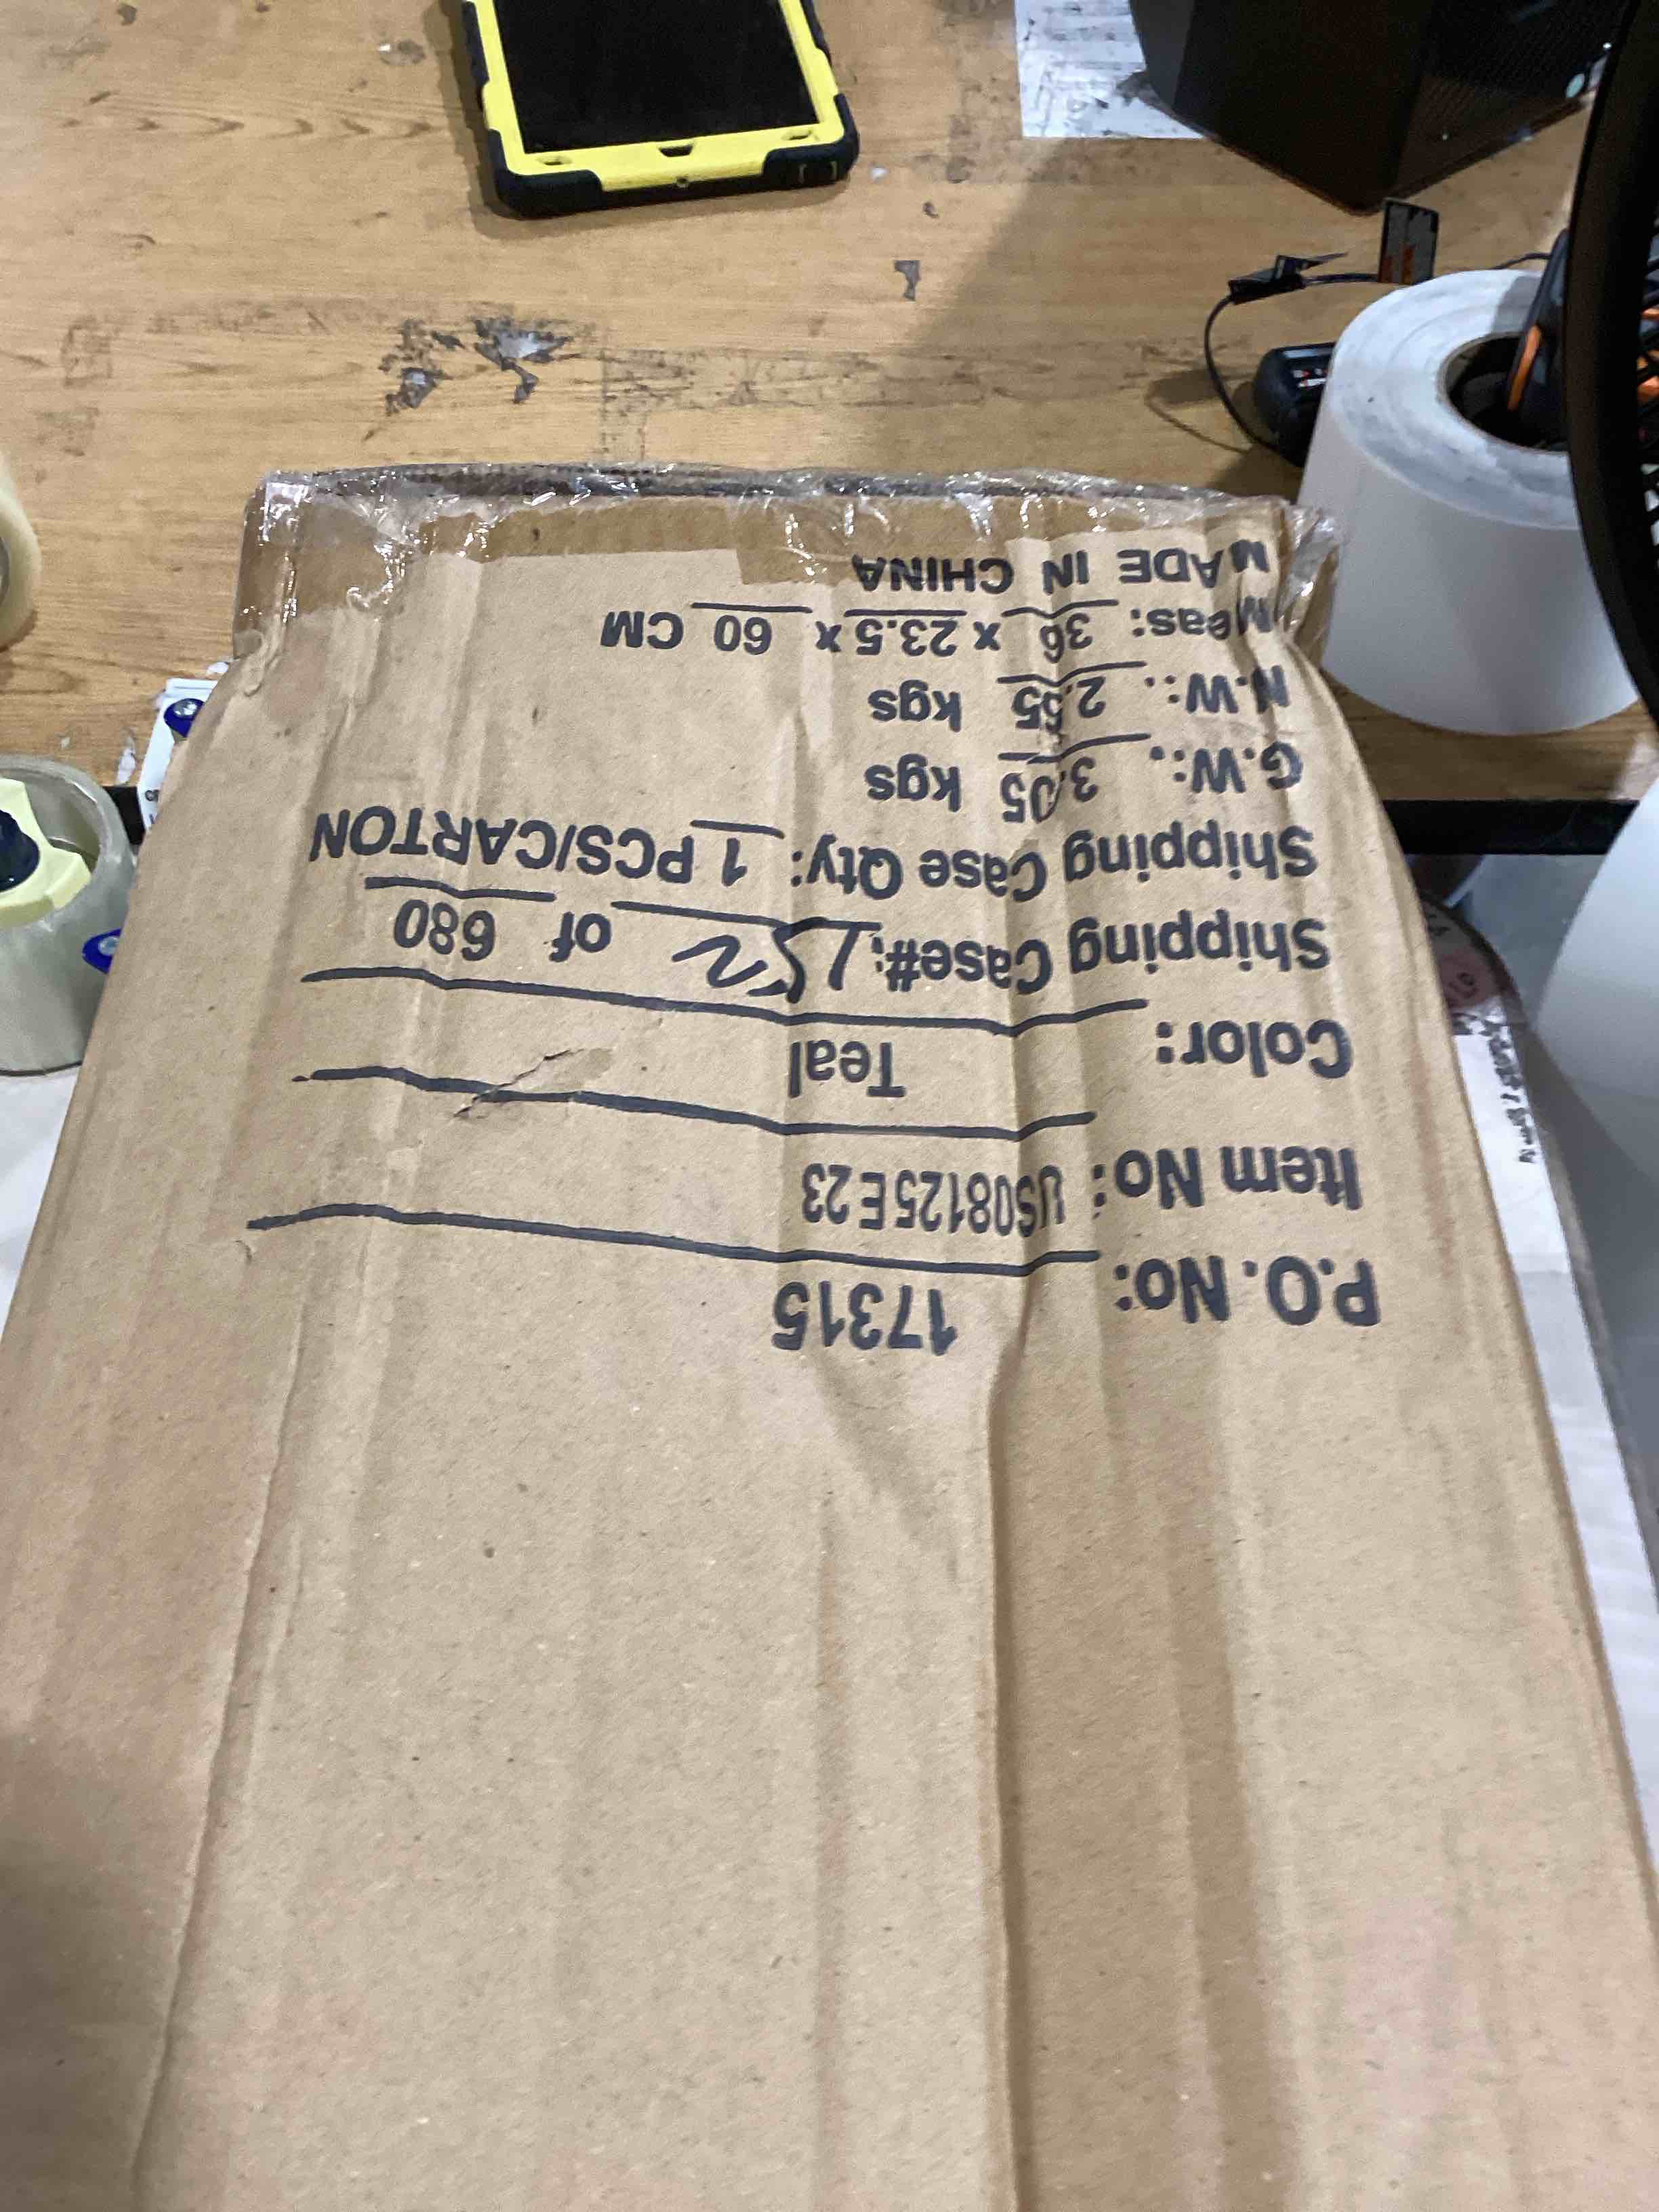 P.O. No: 17315
Item No: US08125E23
Color: Teal
Shipping Case#: 152 of 680
Shipping Case Qty: 1 PCS/CARTON
G.W.: 3.05 kgs
N.W.: 2.55 kgs
Meas: 36 x 23.5 x 60 CM
MADE IN CHINA